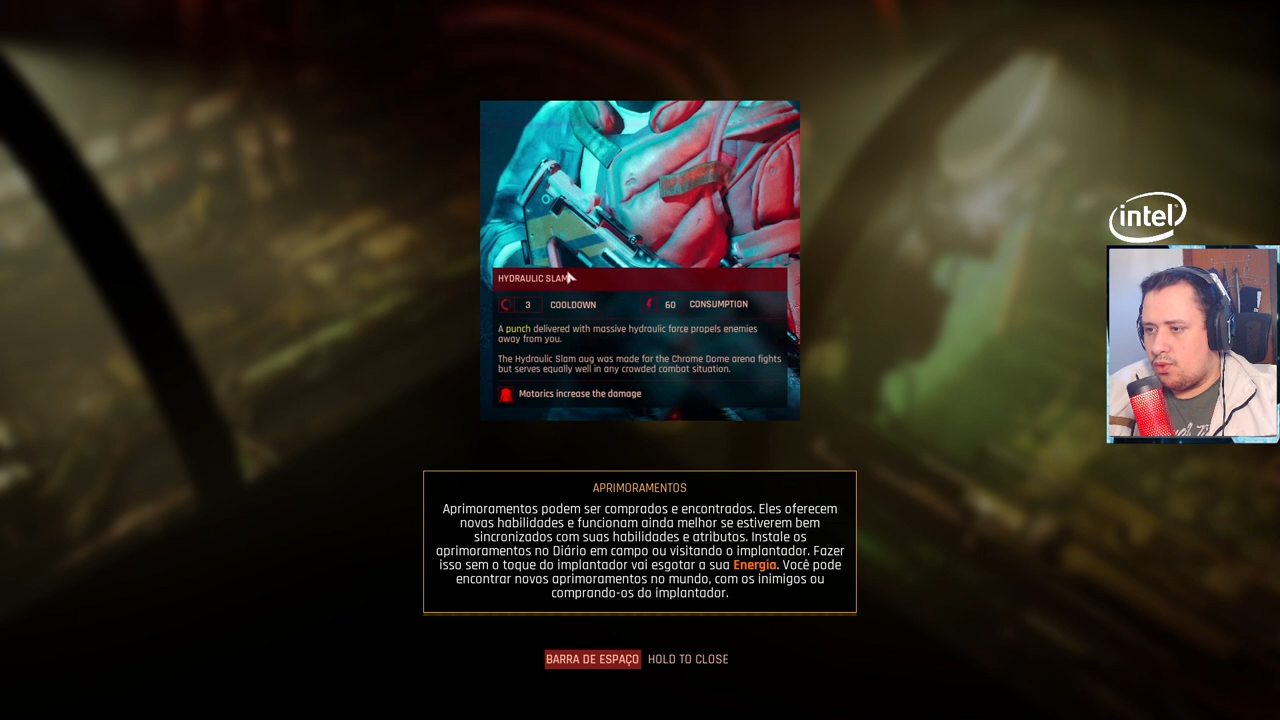 intel
HYDRAULIC SLAM
3 COOLDOWN 60 CONSUMPTION
A punch delivered with massive hydraulic force propels enemies
away from you.
The Hydraulic Slam aug was made for the Chrome Dome arena fights
but serves equally well in any crowded combat situation.
Motorics increase the damage
APRIMORAMENTOS
Aprimoramentos podem ser comprados e encontrados. Eles oferecem
novas habilidades e funcionam ainda melhor se estiverem bem
sincronizados com suas habilidades e atributos. Instale os
aprimoramentos no Diário em campo ou visitando o implantador. Fazer
isso sem o toque do implantador vai esgotar a sua Energia. Você pode
encontrar novos aprimoramentos no mundo, com os inimigos ou
comprando-os do implantador.
BARRA DE ESPAÇO HOLD TO CLOSE